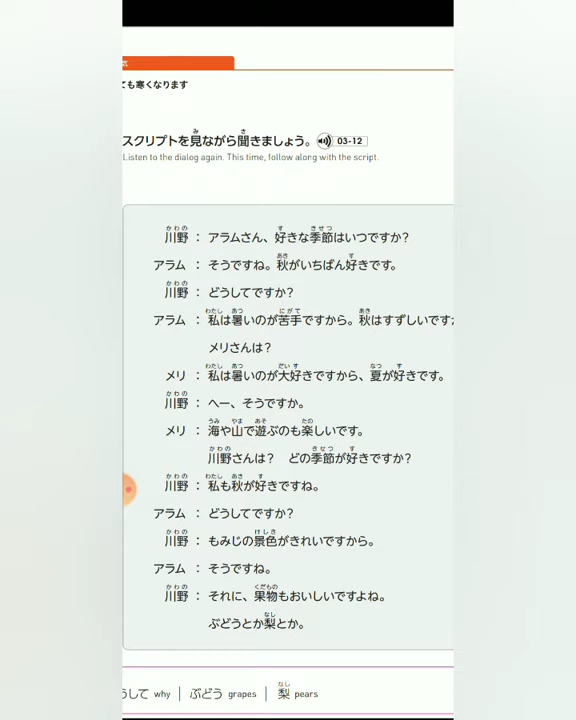 ても寒くなります
スクリプトを見ながら聞きましょう。 03-12
Listen to the dialog again. This time, follow along with the script.
川野 : アラムさん、好きな季節はいつですか?
アラム : そうですね。秋がいちばん好きです。
川野 : どうしてですか?
アラム : 私は暑いのが苦手ですから。秋はすずしいですか
メリさんは?
メリ : 私は暑いのが大好きですから、夏が好きです。
川野 : へー、そうですか。
メリ : 海や山で遊ぶのも楽しいです。
川野さんは? どの季節が好きですか?
川野 : 私も秋が好きですね。
アラム : どうしてですか?
川野 : もみじの景色がきれいですから。
アラム : そうですね。
川野 : それに、果物もおいしいですよね。
ぶどうとか梨とか。
うして why | ぶどう grapes | 梨 pears